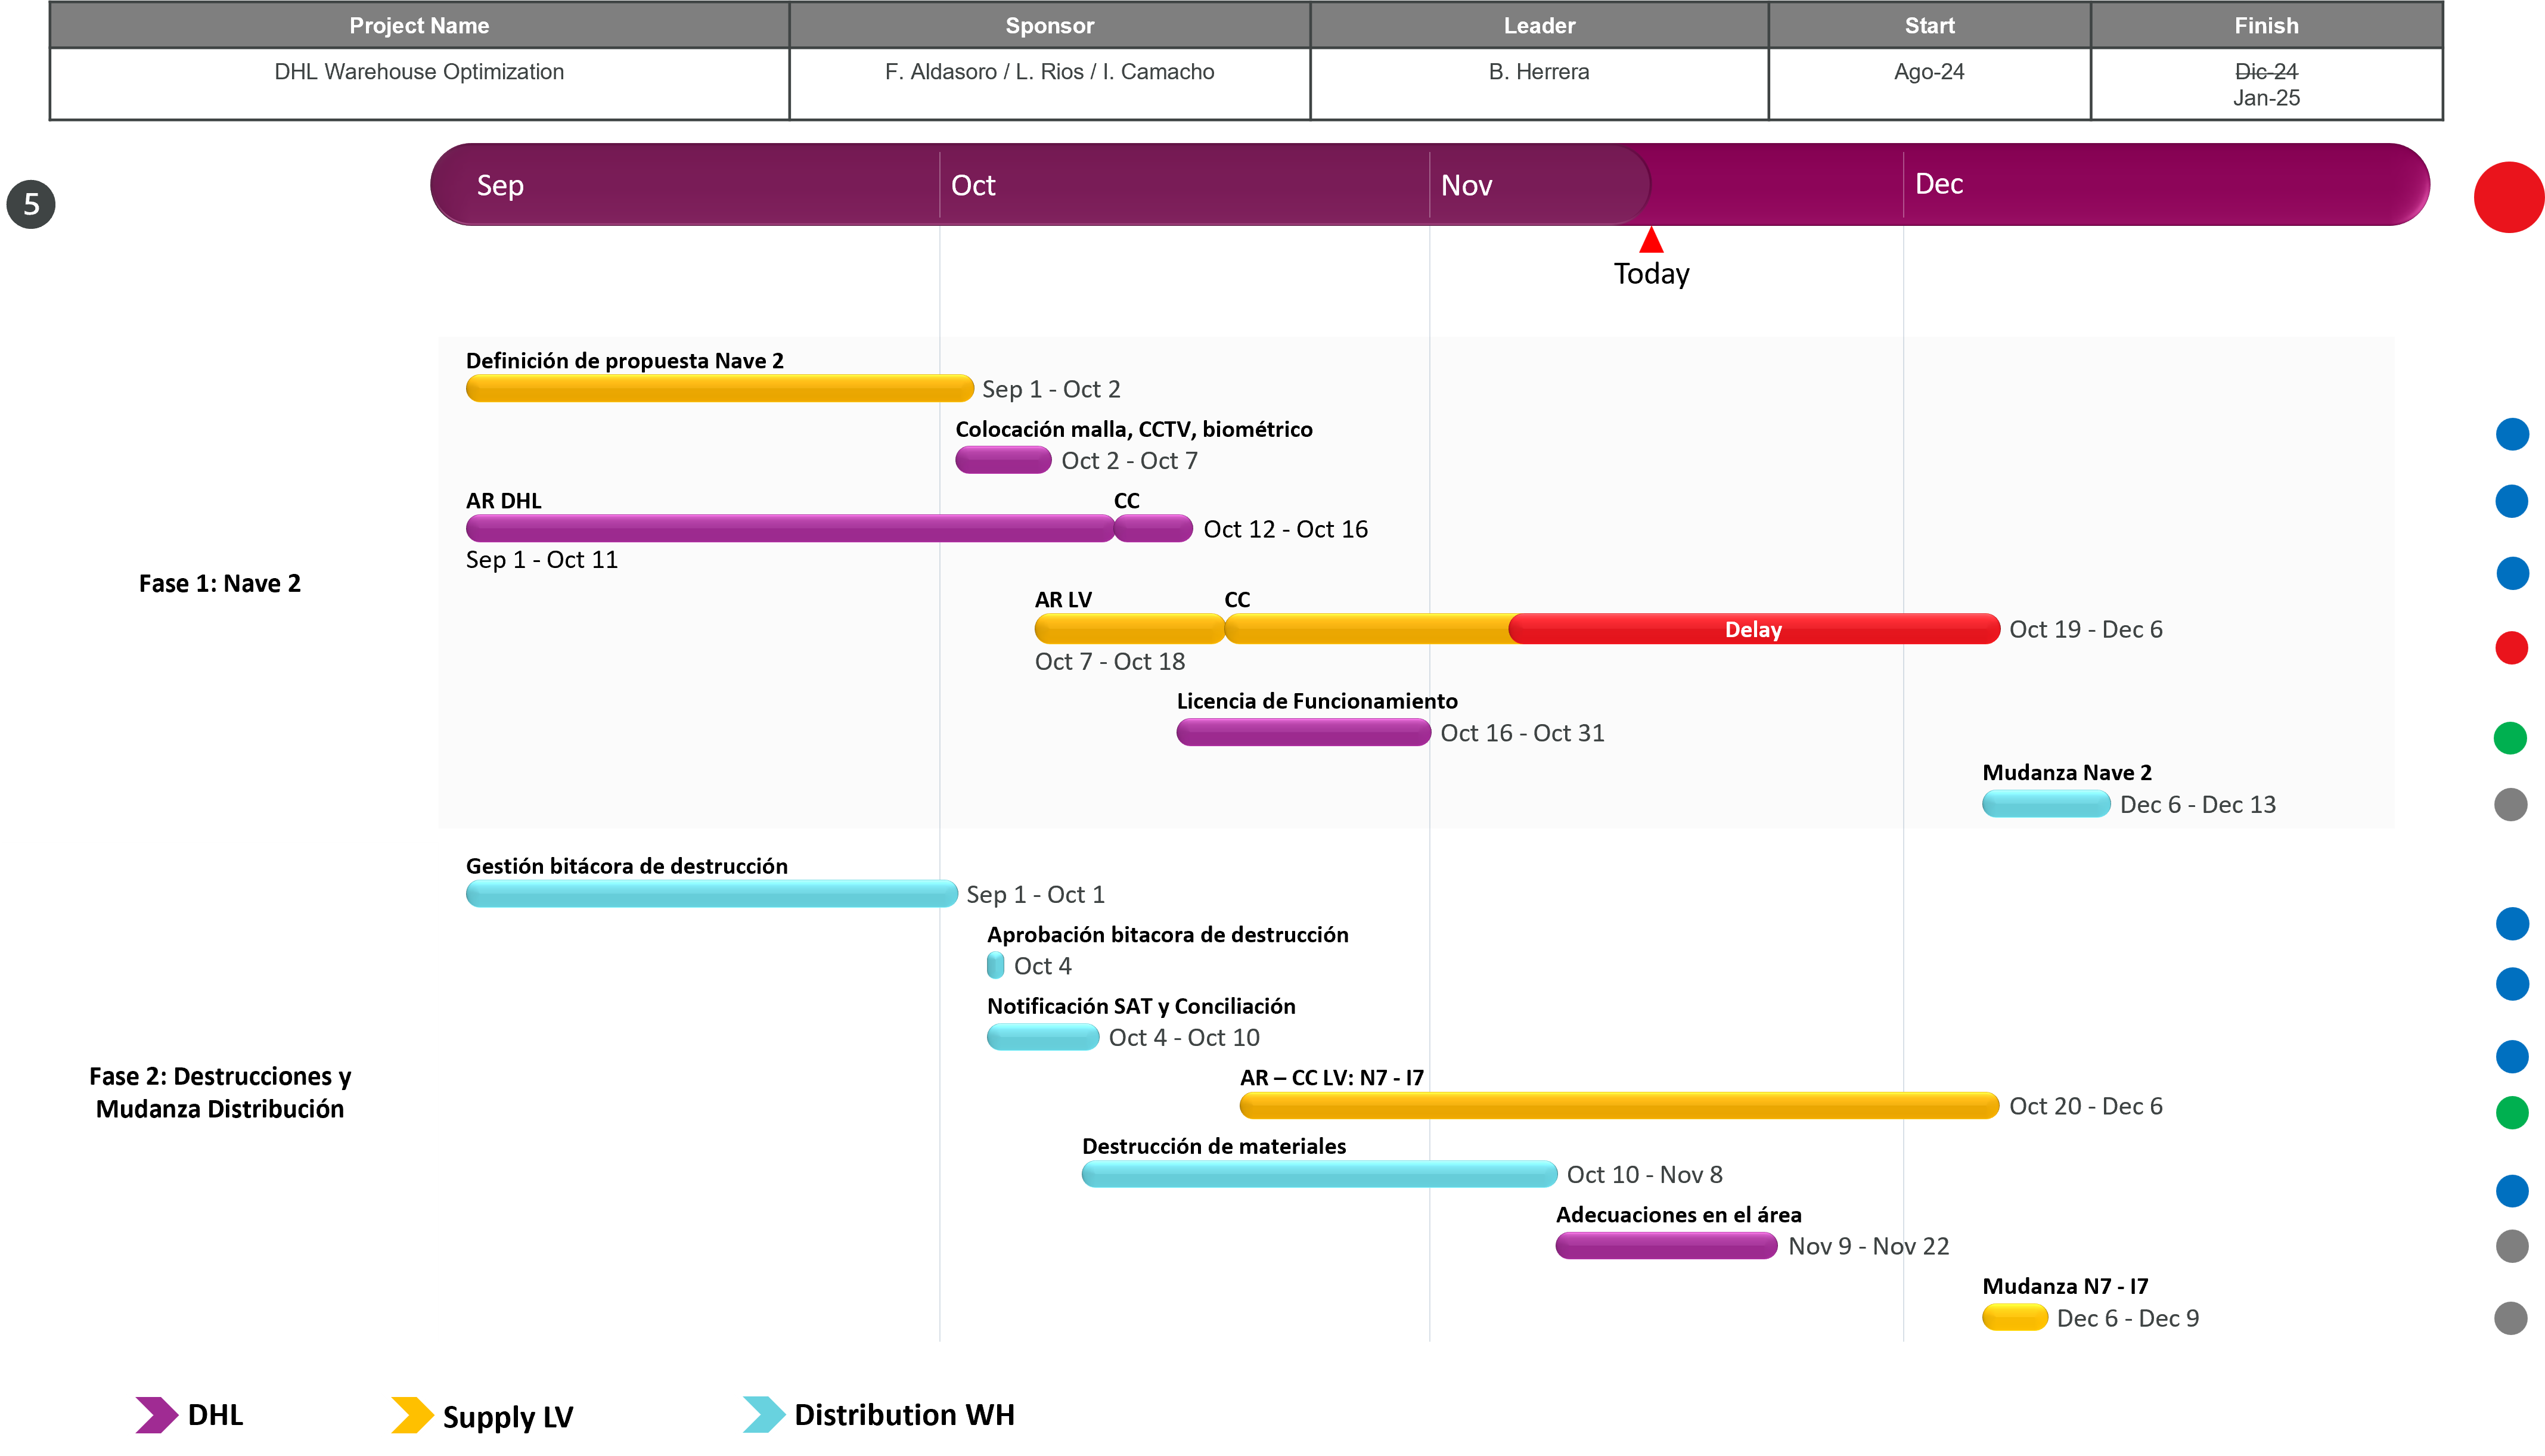 Project Name
Sponsor
Leader
Start
Finish
DHL Warehouse Optimization
F. Aldasoro / L. Rios / I. Camacho
B. Herrera
Ago-24
Dic-24
Jan-25
5
Sep
Oct
Nov
Dec
Today
Fase 1: Nave 2
Definición de propuesta Nave 2
Sep 1 - Oct 2
Colocación malla, CCTV, biométrico
Oct 2 - Oct 7
AR DHL
CC
Oct 12 - Oct 16
Sep 1 - Oct 11
AR LV
CC
Delay
Oct 19 - Dec 6
Oct 7 - Oct 18
Licencia de Funcionamiento
Oct 16 - Oct 31
Mudanza Nave 2
Dec 6 - Dec 13
Fase 2: Destrucciones y
Mudanza Distribución
Gestión bitácora de destrucción
Sep 1 - Oct 1
Aprobación bitacora de destrucción
Oct 4
Notificación SAT y Conciliación
Oct 4 - Oct 10
AR – CC LV: N7 - I7
Oct 20 - Dec 6
Destrucción de materiales
Oct 10 - Nov 8
Adecuaciones en el área
Nov 9 - Nov 22
Mudanza N7 - I7
Dec 6 - Dec 9
DHL
Supply LV
Distribution WH